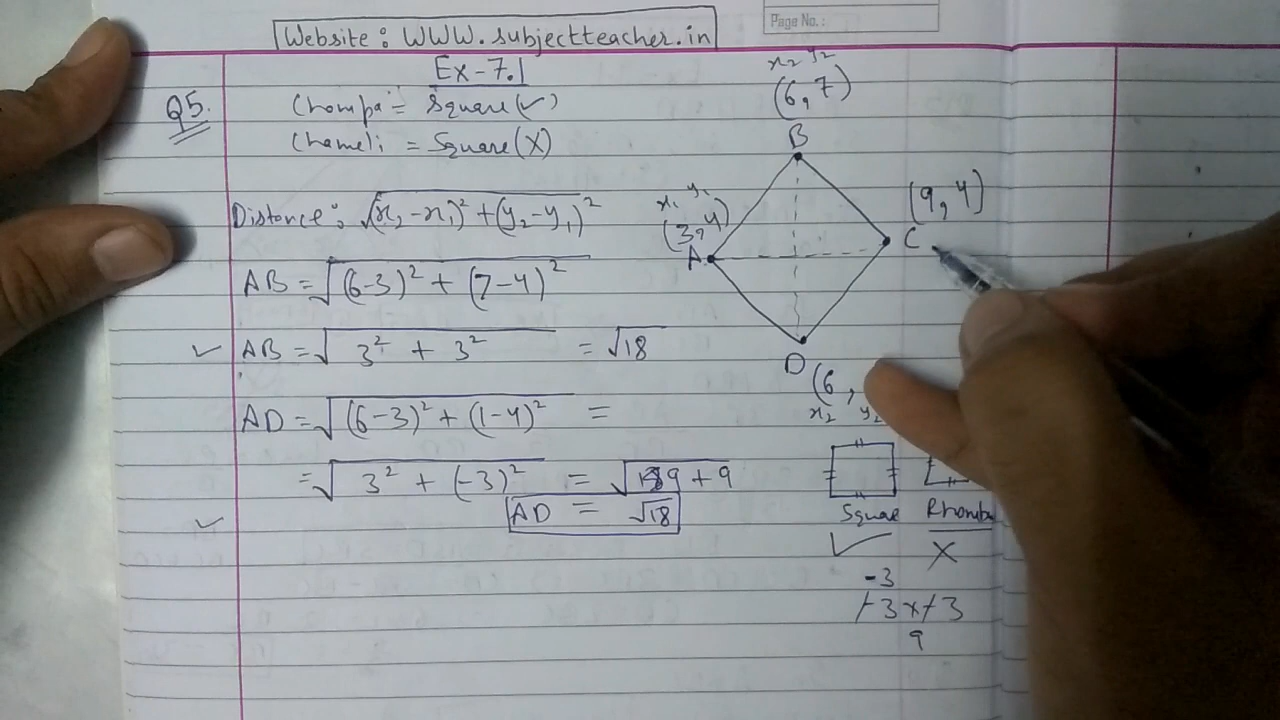 Website : WWW.subjectteacher.in
Page No.:
Ex-7.1
Q5.
Champa = Square(✓)
Chameli = Square(X)
x₂ y₂
(6,7)
B
Distance: √(x₂-x₁)²+(y₂-y₁)²
x₁ y₁
(3,4)
A
(9,4)
C
AB = √(6-3)² + (7-4)²
✓ AB = √3² + 3² = √18
D (6,
x₂ y₂
AD = √(6-3)² + (1-4)² =
= √3² + (-3)² = √9 + 9
✓ AD = √18
Square
✓ X
-3
-3x-3
9